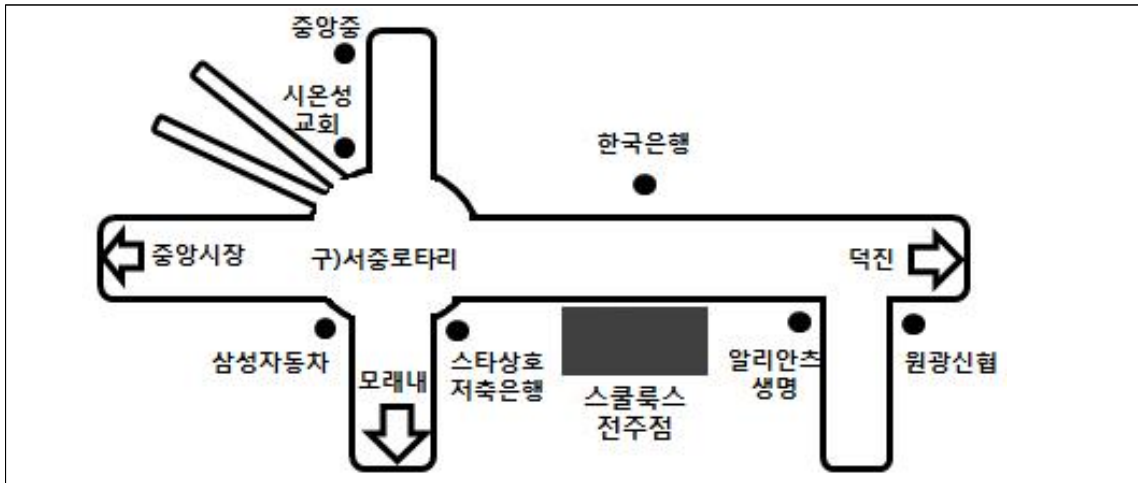 중앙중
시온성
교회
한국은행
중앙시장
구)서중로타리
덕진
삼성자동차
모래내
스타상호
저축은행
스쿨룩스
전주점
알리안츠
생명
원광신협